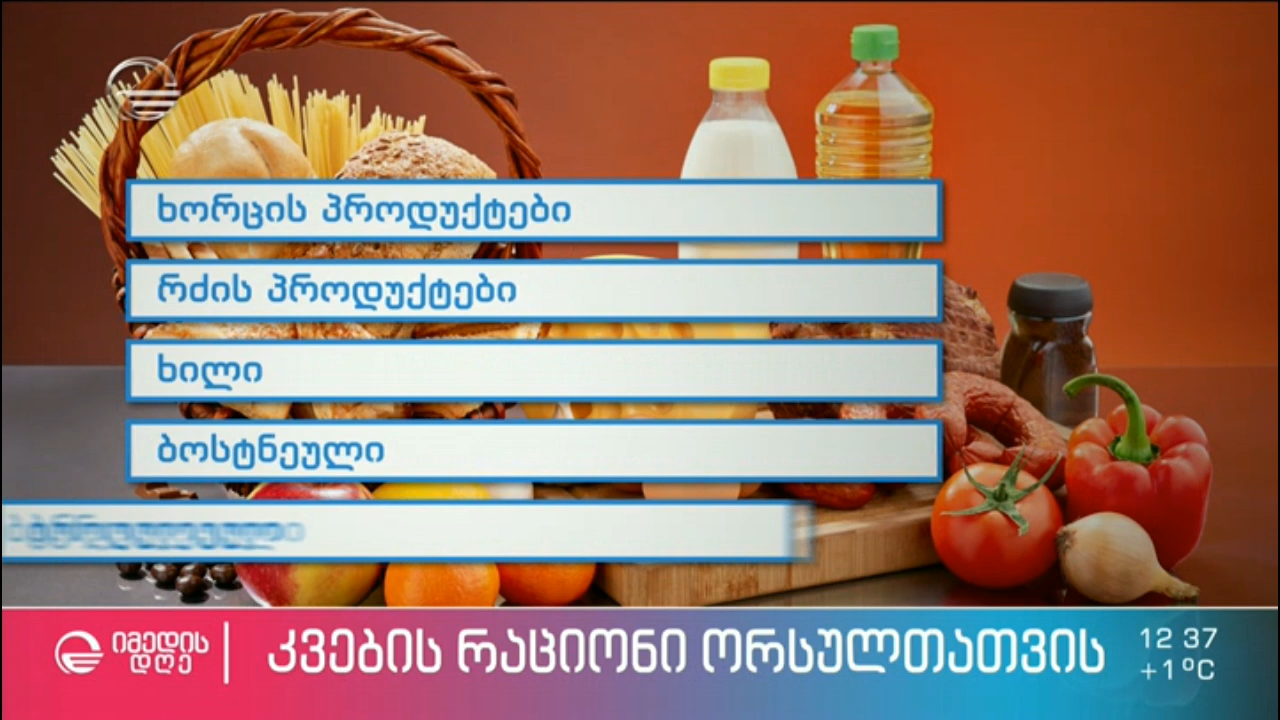 ხორცის პროდუქტები
რძის პროდუქტები
ხილი
ბოსტნეული
იმედის
დღე
კვების რაციონი ორსულთათვის
12 37
+1°C